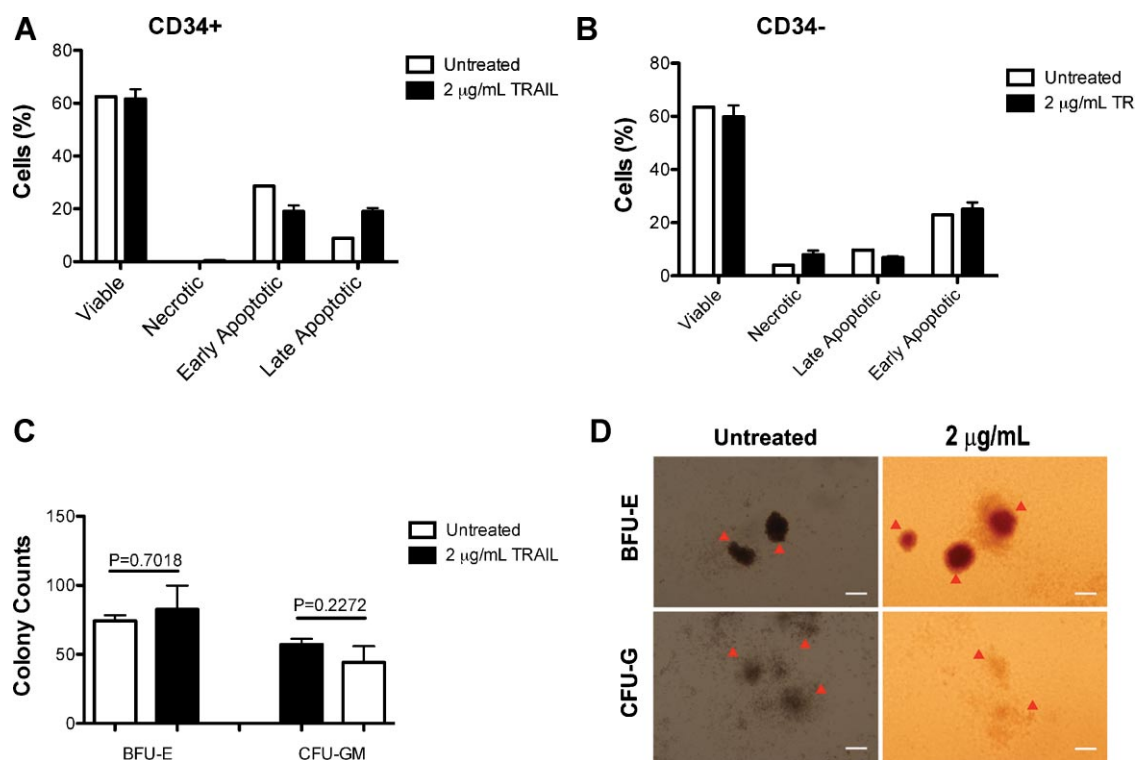 A
CD34+
Cells (%)
80
60
40
20
0
Viable
Necrotic
Early Apoptotic
Late Apoptotic
Untreated
2 μg/mL TRAIL
B
CD34-
Cells (%)
80
60
40
20
0
Viable
Necrotic
Late Apoptotic
Early Apoptotic
Untreated
2 μg/mL TR
C
Colony Counts
150
100
50
0
P=0.7018
P=0.2272
BFU-E
CFU-GM
Untreated
2 μg/mL TRAIL
D
Untreated
2 μg/mL
BFU-E
CFU-G